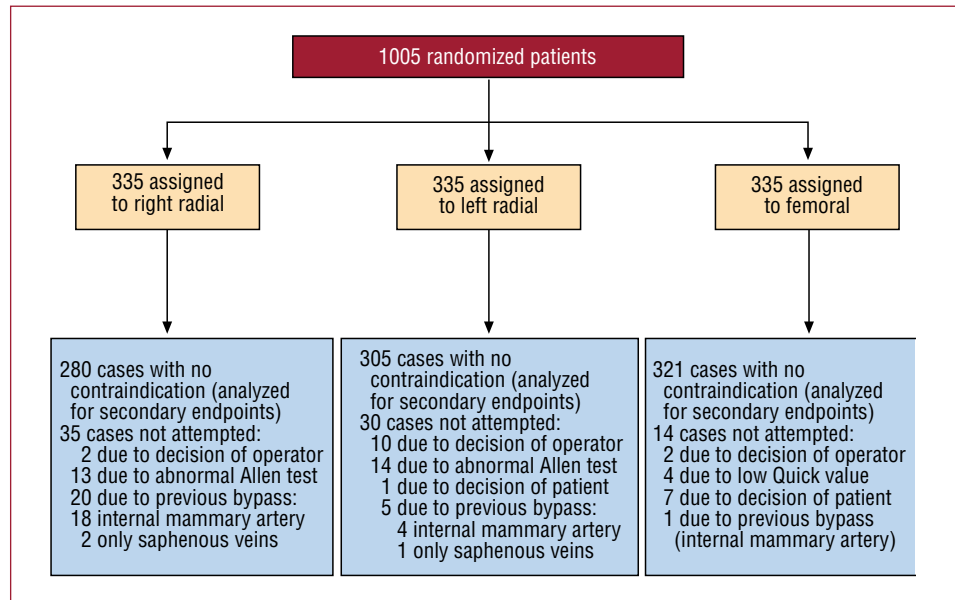 1005 randomized patients
335 assigned
to right radial
335 assigned
to left radial
335 assigned
to femoral
280 cases with no
contraindication (analyzed
for secondary endpoints)
35 cases not attempted:
2 due to decision of operator
13 due to abnormal Allen test
20 due to previous bypass:
18 internal mammary artery
2 only saphenous veins
305 cases with no
contraindication (analyzed
for secondary endpoints)
30 cases not attempted:
10 due to decision of operator
14 due to abnormal Allen test
1 due to decision of patient
5 due to previous bypass:
4 internal mammary artery
1 only saphenous veins
321 cases with no
contraindication (analyzed
for secondary endpoints)
14 cases not attempted:
2 due to decision of operator
4 due to low Quick value
7 due to decision of patient
1 due to previous bypass
(internal mammary artery)